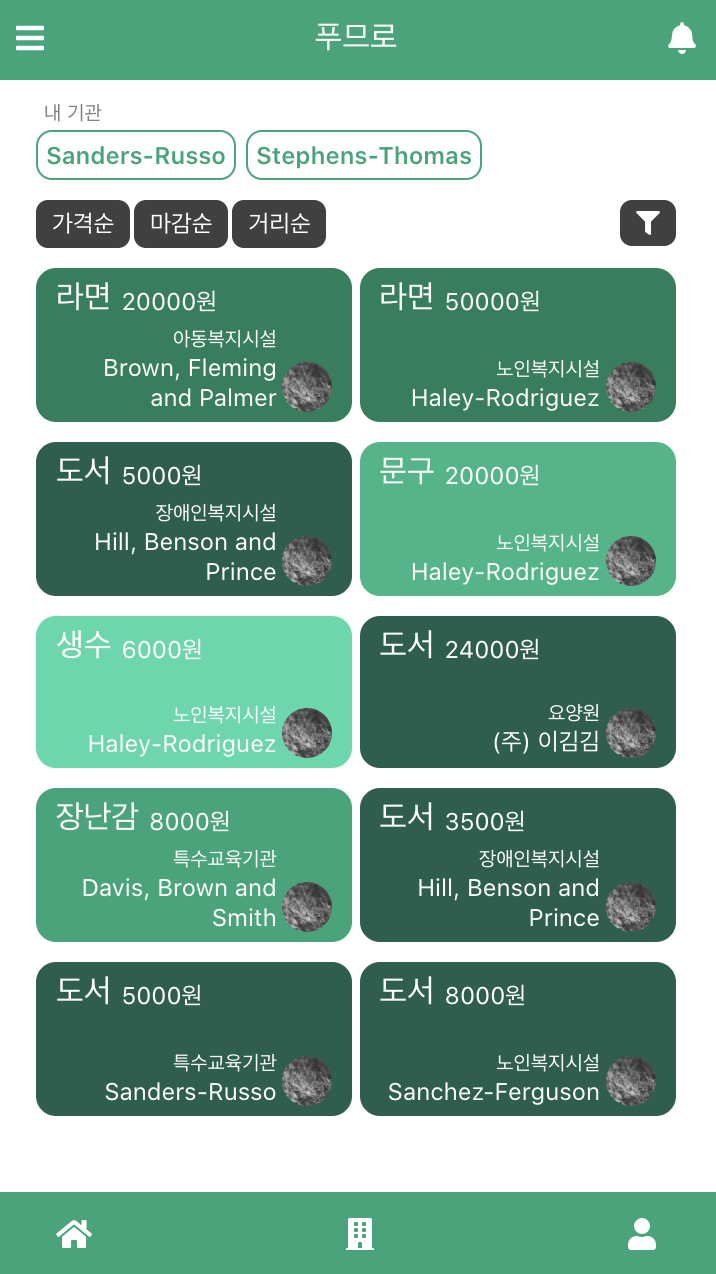 푸므로
내 기관
Sanders-Russo Stephens-Thomas
가격순 마감순 거리순
라면 20000원
아동복지시설
Brown, Fleming
and Palmer
라면 50000원
노인복지시설
Haley-Rodriguez
도서 5000원
장애인복지시설
Hill, Benson and
Prince
문구 20000원
노인복지시설
Haley-Rodriguez
생수 6000원
노인복지시설
Haley-Rodriguez
도서 24000원
요양원
(주) 이김김
장난감 8000원
특수교육기관
Davis, Brown and
Smith
도서 3500원
장애인복지시설
Hill, Benson and
Prince
도서 5000원
특수교육기관
Sanders-Russo
도서 8000원
노인복지시설
Sanchez-Ferguson